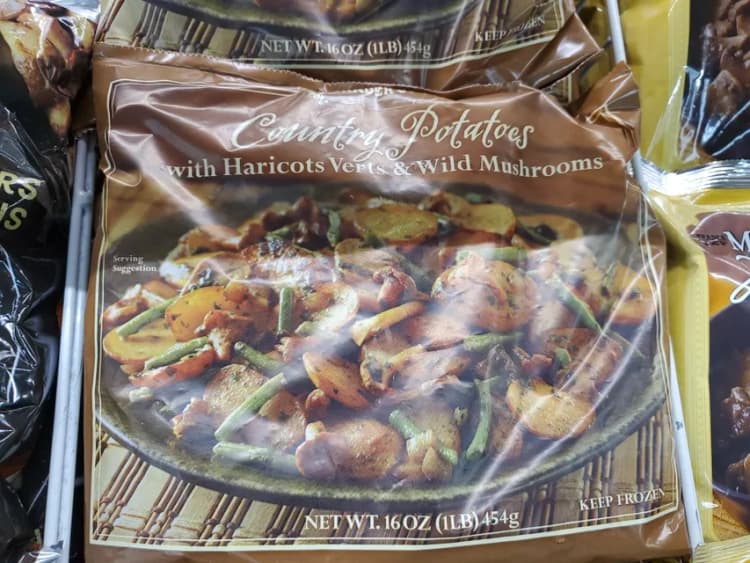 NET WT. 16 OZ (1LB) 454g
KEEP FROZEN
Country Potatoes
with Haricots Verts & Wild Mushrooms
Serving
Suggestion
NET WT. 16 OZ (1LB) 454g
KEEP FROZEN